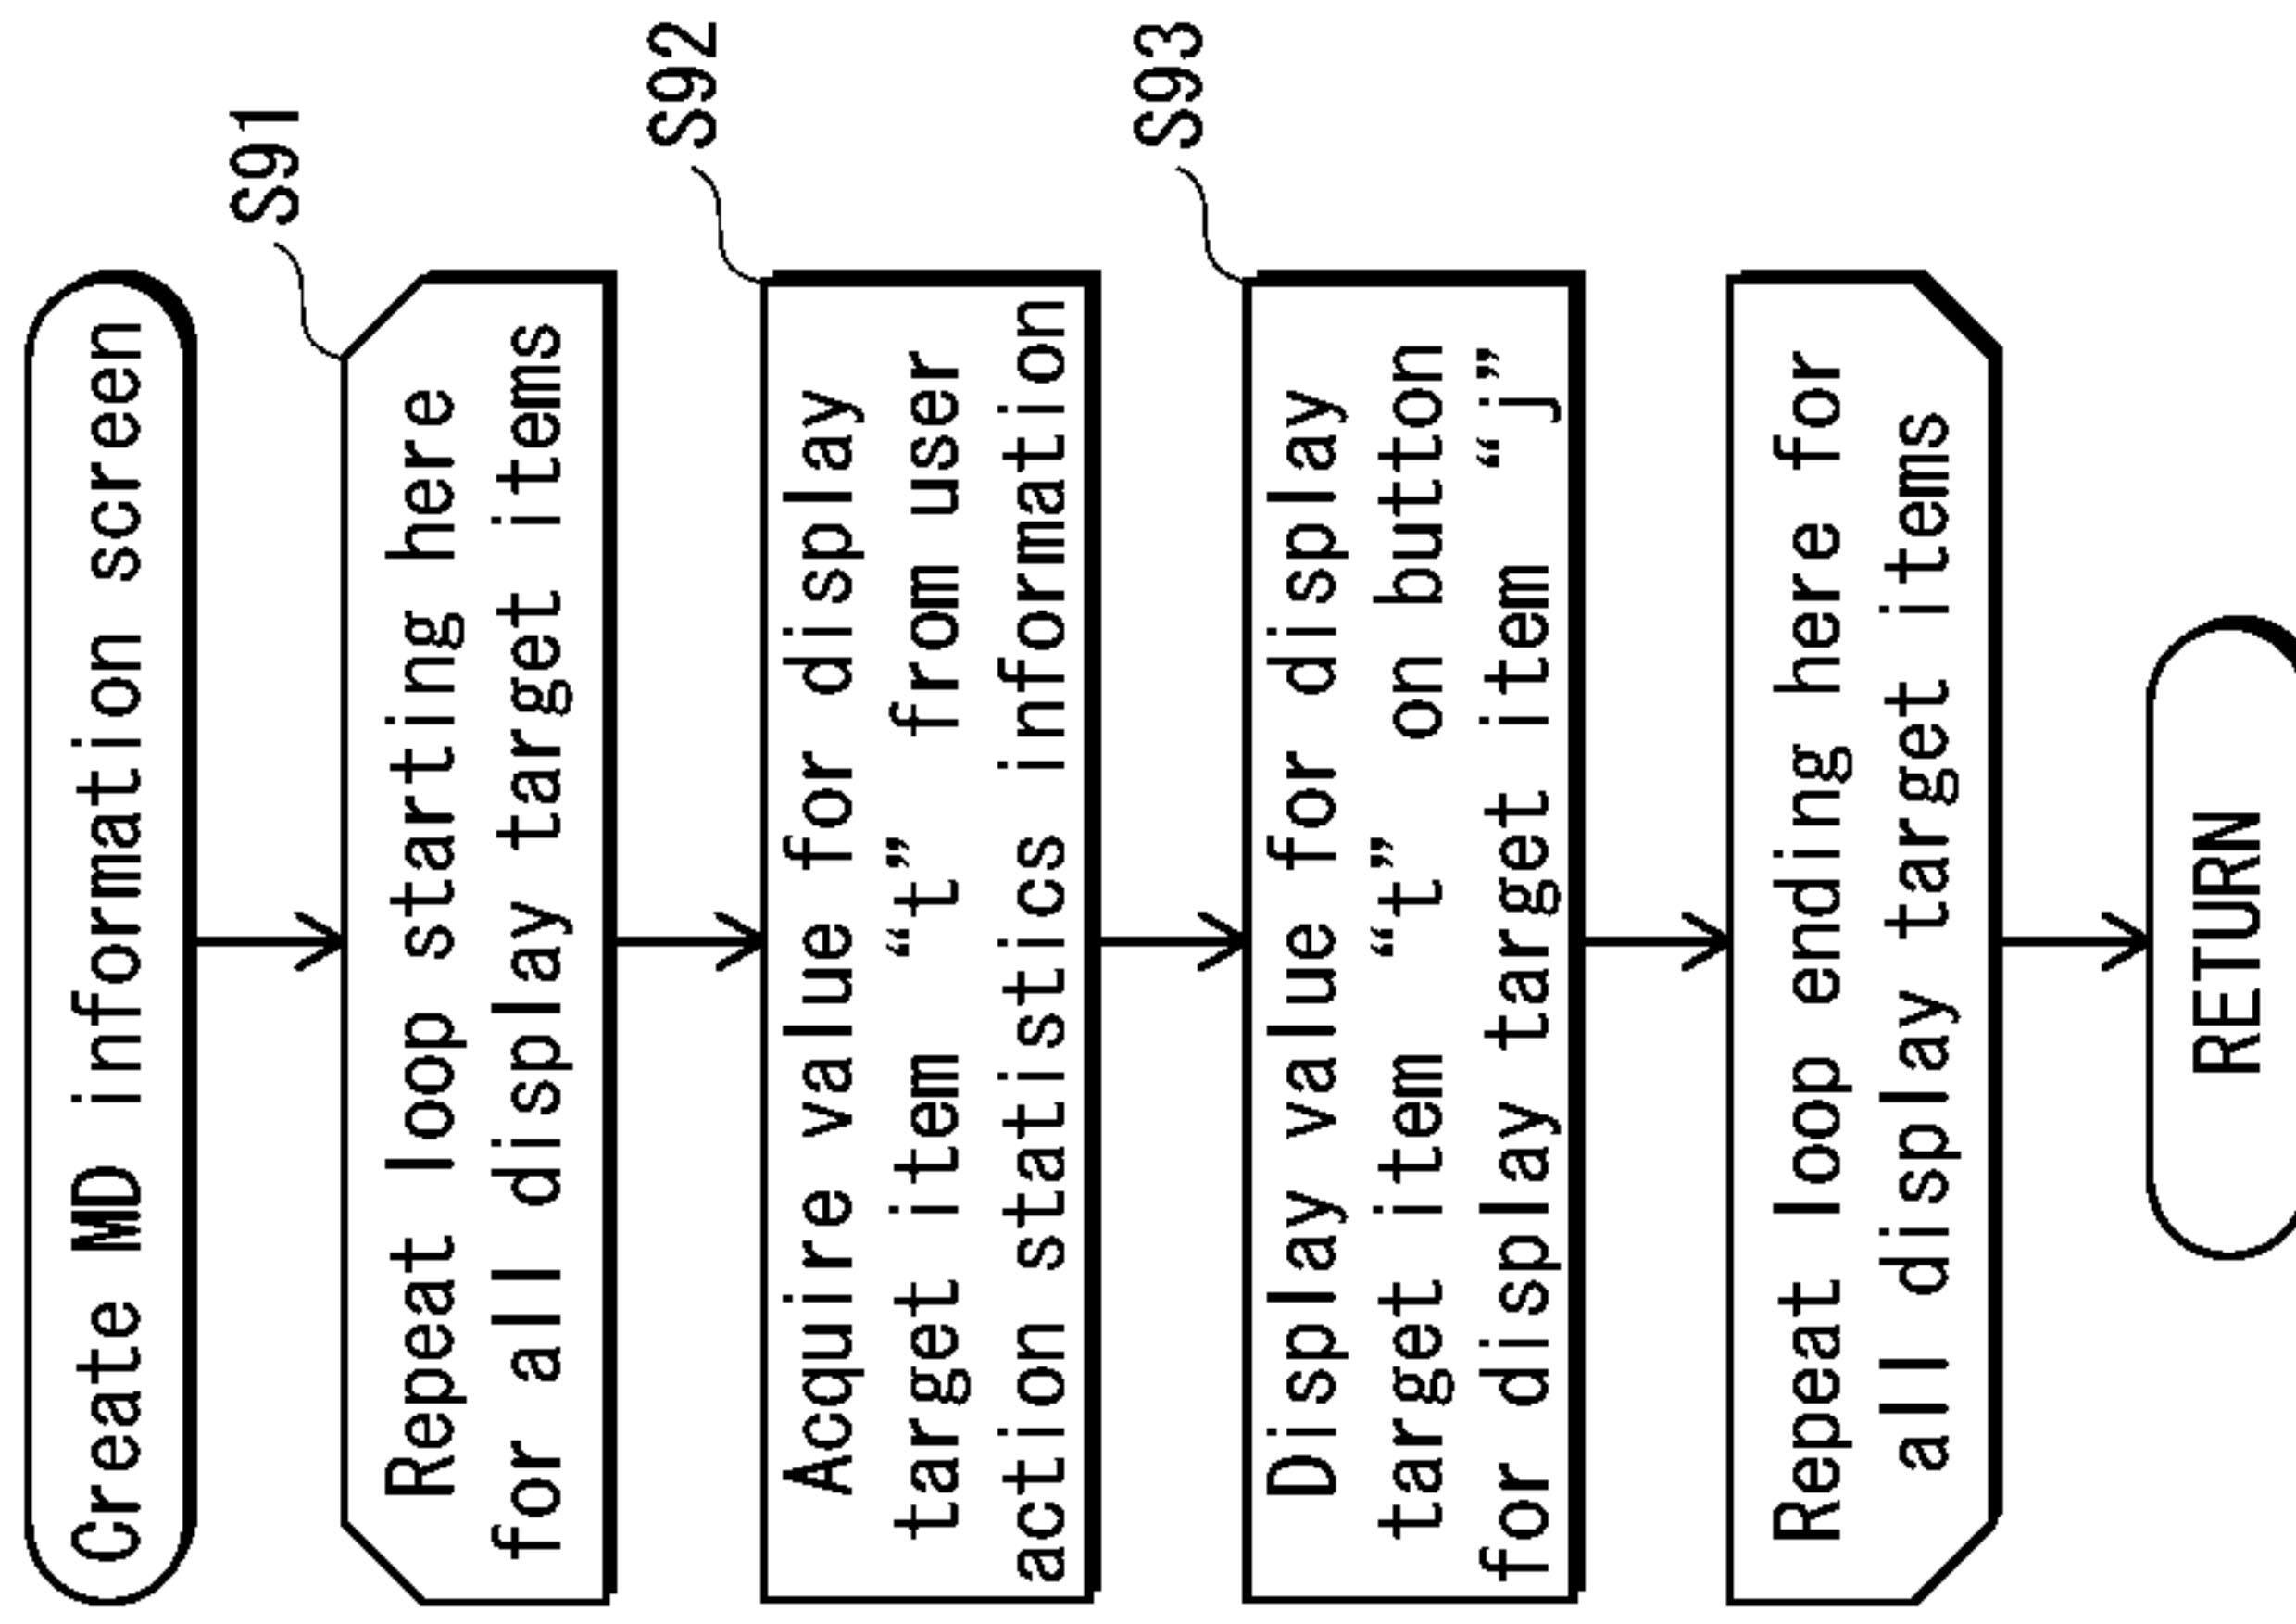 Create MD information screen
S91
Repeat loop starting here
for all display target items
S92
Acquire value for display
target item “t” from user
action statistics information
S93
Display value for display
target item “t” on button
for display target item “j”
Repeat loop ending here for
all display target items
RETURN